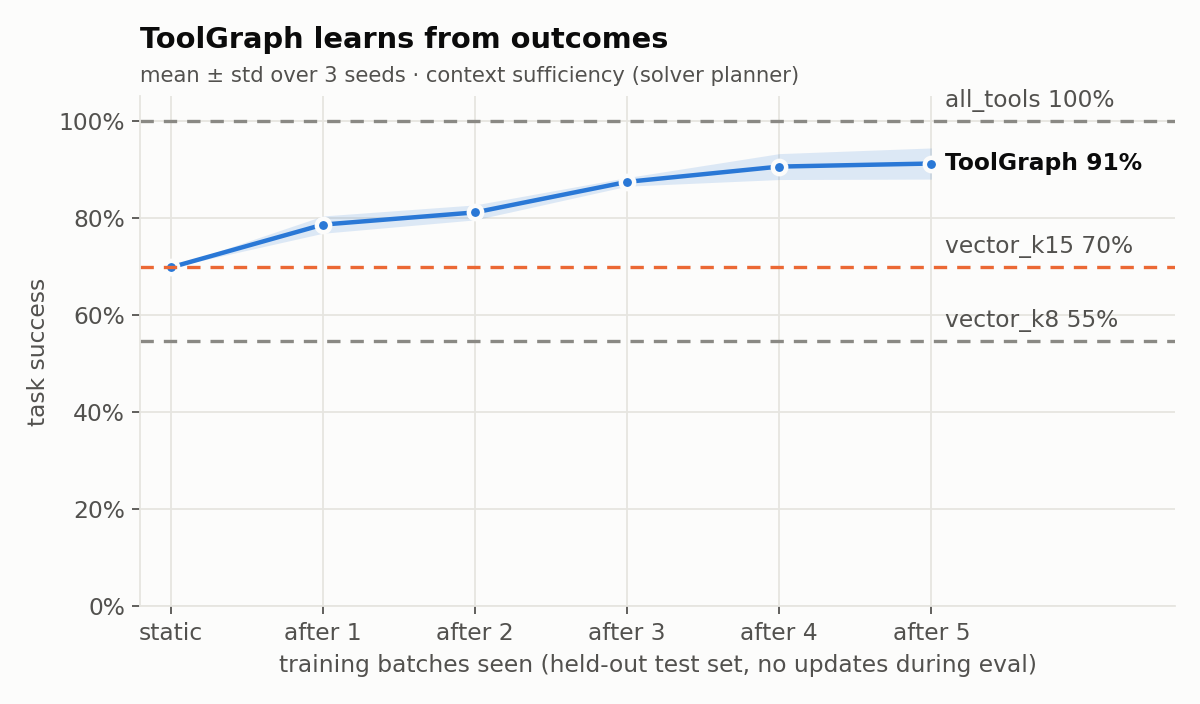 ToolGraph learns from outcomes
mean ± std over 3 seeds · context sufficiency (solver planner)
all_tools 100%
100%
ToolGraph 91%
80%
vector_k15 70%
60%
vector_k8 55%
task success
40%
20%
0%
static after 1 after 2 after 3 after 4 after 5
training batches seen (held-out test set, no updates during eval)